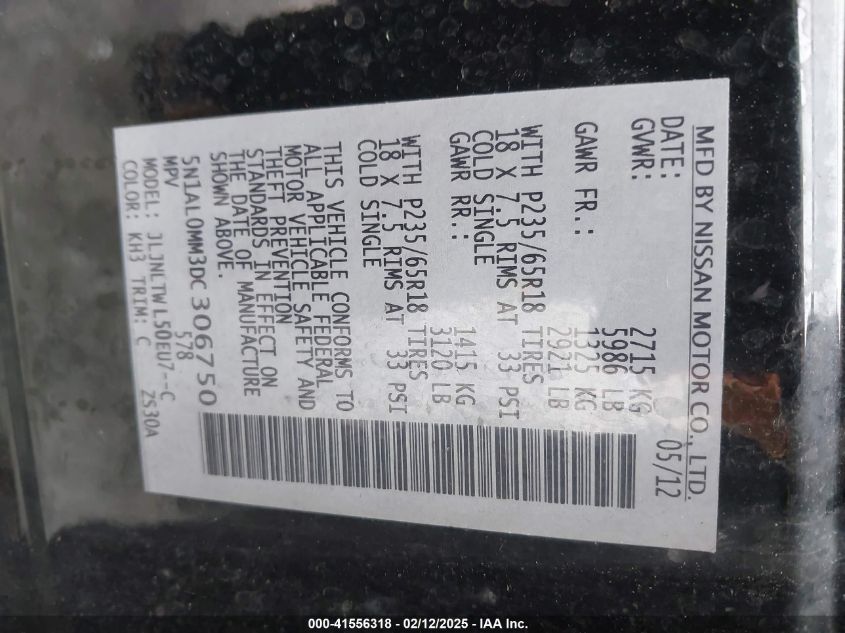 MFD BY NISSAN MOTOR CO., LTD.
DATE: 05/12
GVWR: 2715 KG
5986 LB
GAWR FR.: 1325 KG
2921 LB
WITH P235/65R18 TIRES
18 X 7.5 RIMS AT 33 PSI
COLD SINGLE
GAWR RR.: 1415 KG
3120 LB
WITH P235/65R18 TIRES
18 X 7.5 RIMS AT 33 PSI
COLD SINGLE
THIS VEHICLE CONFORMS TO
ALL APPLICABLE FEDERAL
MOTOR VEHICLE SAFETY AND
THEFT PREVENTION
STANDARDS IN EFFECT ON
THE DATE OF MANUFACTURE
SHOWN ABOVE.
5N1AL0MM3DC306750
MPV 578
MODEL: JLJNLTWL50EU7--C
COLOR: KH3 TRIM: C 2530A
000-41556318 - 02/12/2025 - IAA Inc.